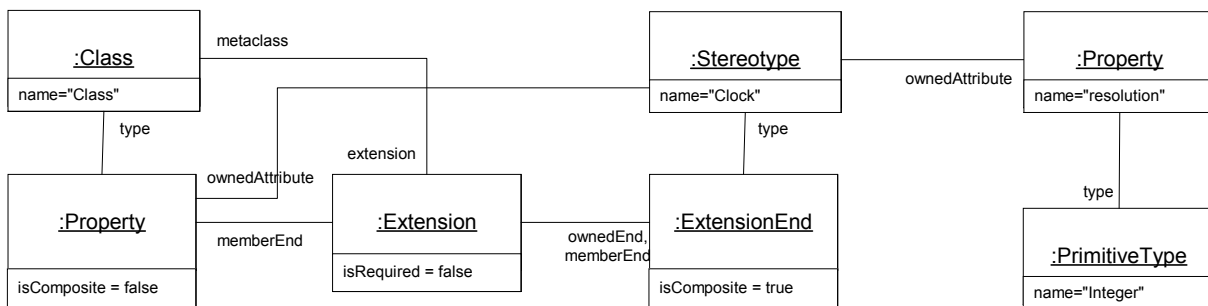 :Class
name="Class"
metaclass
:Stereotype
name="Clock"
ownedAttribute
:Property
name="resolution"
type
type
type
extension
ownedAttribute
:Property
isComposite = false
memberEnd
:Extension
isRequired = false
ownedEnd,
memberEnd
:ExtensionEnd
isComposite = true
:PrimitiveType
name="Integer"